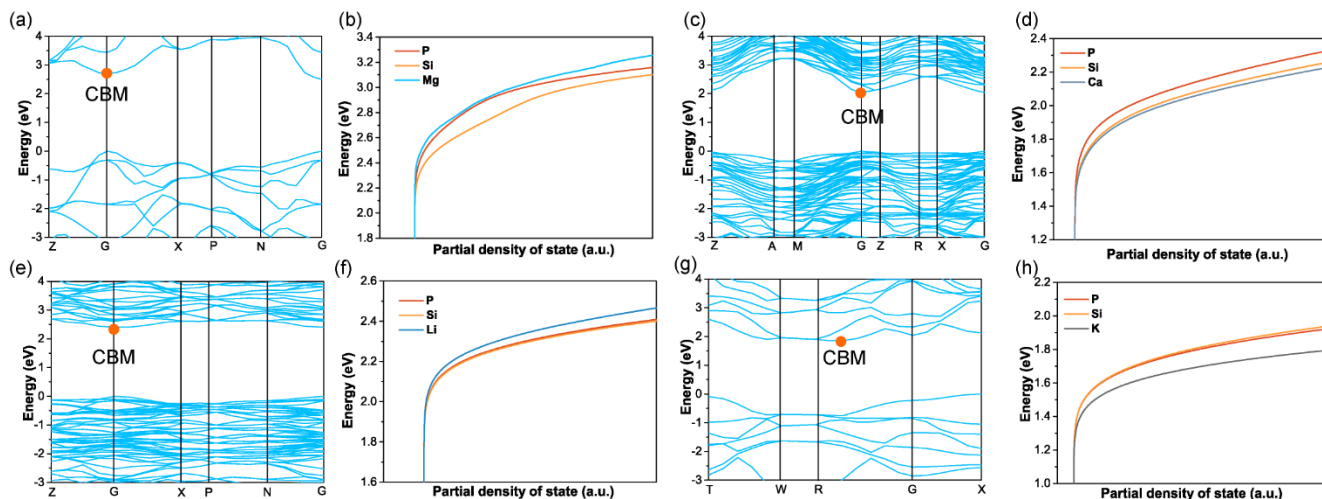 (a)
4
3
2
1
0
-1
-2
-3
Energy (eV)
CBM
Z G X P N G
(b)
3.4
3.2
3.0
2.8
2.6
2.4
2.2
2.0
1.8
Energy (eV)
P
Si
Mg
Partial density of state (a.u.)
(c)
4
3
2
1
0
-1
-2
-3
Energy (eV)
CBM
Z A M G Z R X G
(d)
2.4
2.2
2.0
1.8
1.6
1.4
1.2
Energy (eV)
P
Si
Ca
Partial density of state (a.u.)
(e)
4
3
2
1
0
-1
-2
-3
Energy (eV)
CBM
Z G X P N G
(f)
2.6
2.4
2.2
2.0
1.8
1.6
Energy (eV)
P
Si
Li
Partial density of state (a.u.)
(g)
4
3
2
1
0
-1
-2
-3
Energy (eV)
CBM
T W R G X
(h)
2.0
1.8
1.6
1.4
1.2
1.0
Energy (eV)
P
Si
K
Partial density of state (a.u.)